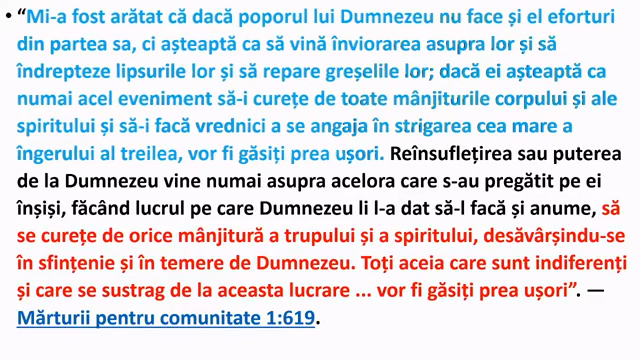 • “Mi-a fost arătat că dacă poporul lui Dumnezeu nu face și el eforturi
din partea sa, ci așteaptă ca să vină înviorarea asupra lor și să
îndrepteze lipsurile lor și să repare greșelile lor; dacă ei așteaptă ca
numai acel eveniment să-i curețe de toate mânjiturile corpului și ale
spiritului și să-i facă vrednici a se angaja în strigarea cea mare a
îngerului al treilea, vor fi găsiți prea ușori. Reînsuflețirea sau puterea
de la Dumnezeu vine numai asupra acelora care s-au pregătit pe ei
înșiși, făcând lucrul pe care Dumnezeu li l-a dat să-l facă și anume, să
se curețe de orice mânjitură a trupului și a spiritului, desăvârșindu-se
în sfințenie și în temere de Dumnezeu. Toți aceia care sunt indiferenți
și care se sustrag de la aceasta lucrare ... vor fi găsiți prea ușori”. —
Mărturii pentru comunitate 1:619.